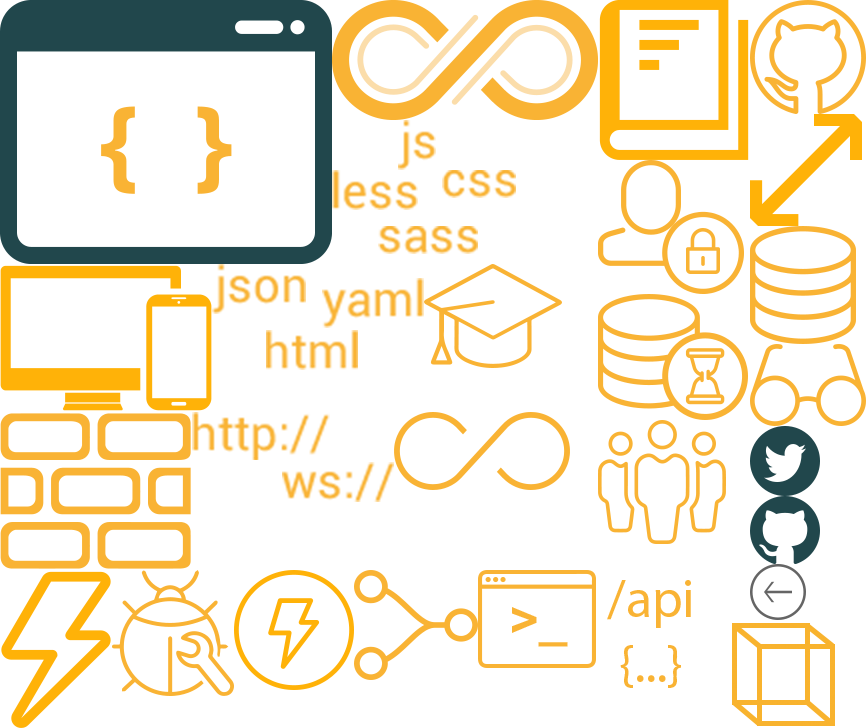 { }
js
less css
sass
json yaml
html
http://
ws://
>_
/api
{...}